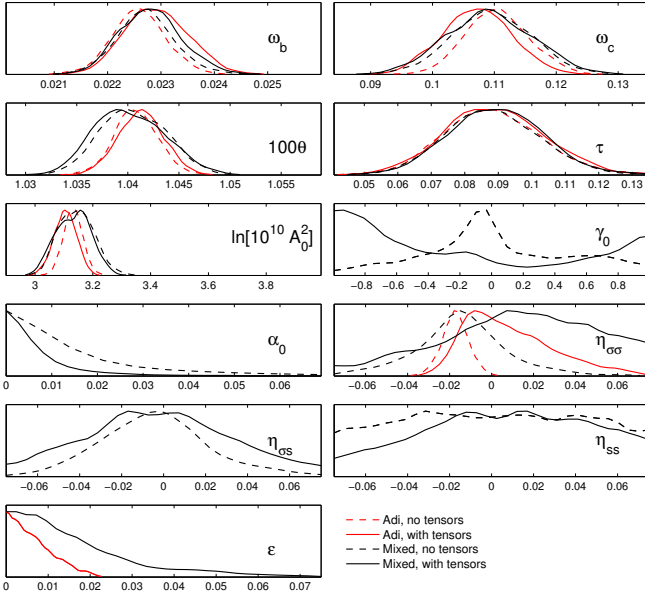 ω_b
0.021 0.022 0.023 0.024 0.025
ω_c
0.09 0.1 0.11 0.12 0.13
100θ
1.03 1.035 1.04 1.045 1.05 1.055
τ
0.05 0.06 0.07 0.08 0.09 0.1 0.11 0.12 0.13
ln[10^10 A_0^2]
3 3.2 3.4 3.6 3.8
γ_0
−0.8 −0.6 −0.4 −0.2 0 0.2 0.4 0.6 0.8
α_0
0 0.01 0.02 0.03 0.04 0.05 0.06
η_σσ
−0.06 −0.04 −0.02 0 0.02 0.04 0.06
η_σs
−0.06 −0.04 −0.02 0 0.02 0.04 0.06
η_ss
−0.06 −0.04 −0.02 0 0.02 0.04 0.06
ε
0 0.01 0.02 0.03 0.04 0.05 0.06 0.07
Adi, no tensors
Adi, with tensors
Mixed, no tensors
Mixed, with tensors